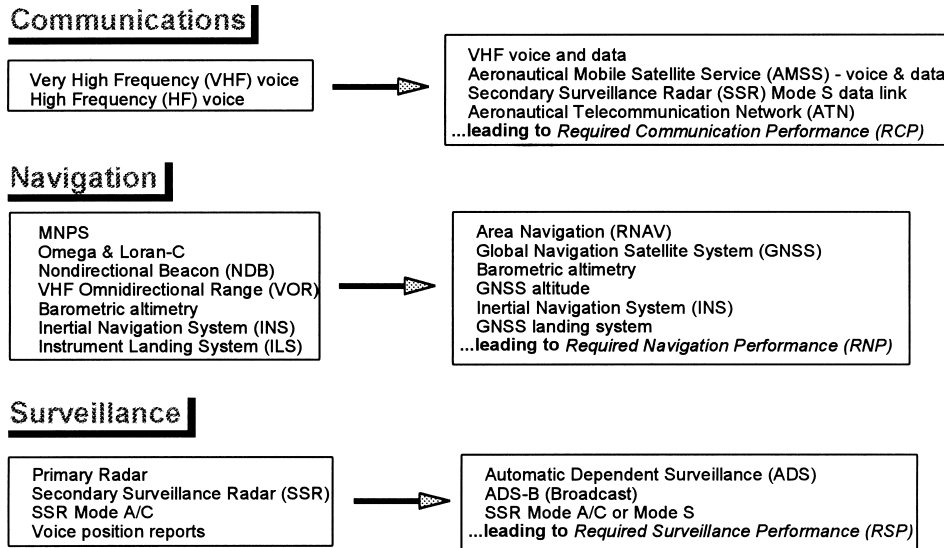 Communications
Very High Frequency (VHF) voice
High Frequency (HF) voice
VHF voice and data
Aeronautical Mobile Satellite Service (AMSS) - voice & data
Secondary Surveillance Radar (SSR) Mode S data link
Aeronautical Telecommunication Network (ATN)
...leading to Required Communication Performance (RCP)
Navigation
MNPS
Omega & Loran-C
Nondirectional Beacon (NDB)
VHF Omnidirectional Range (VOR)
Barometric altimetry
Inertial Navigation System (INS)
Instrument Landing System (ILS)
Area Navigation (RNAV)
Global Navigation Satellite System (GNSS)
Barometric altimetry
GNSS altitude
Inertial Navigation System (INS)
GNSS landing system
...leading to Required Navigation Performance (RNP)
Surveillance
Primary Radar
Secondary Surveillance Radar (SSR)
SSR Mode A/C
Voice position reports
Automatic Dependent Surveillance (ADS)
ADS-B (Broadcast)
SSR Mode A/C or Mode S
...leading to Required Surveillance Performance (RSP)